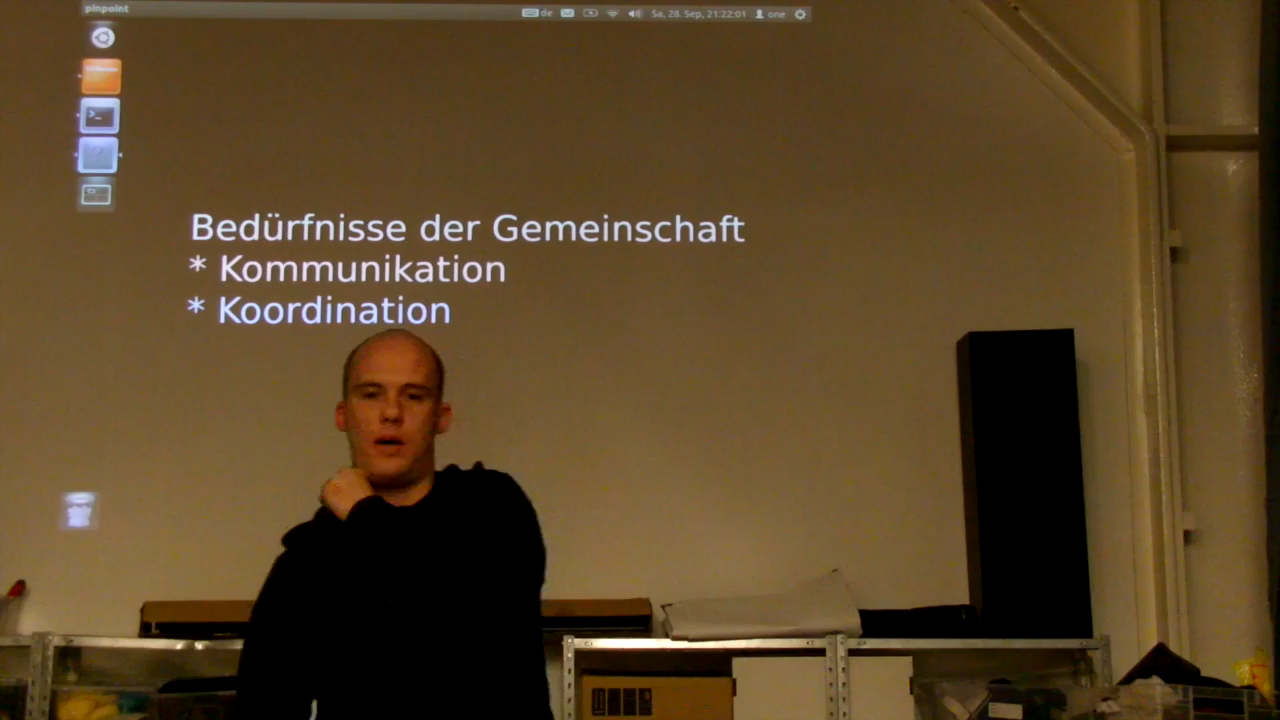 pinpoint
de
Sa, 28. Sep, 21:22:01
one
Bedürfnisse der Gemeinschaft
* Kommunikation
* Koordination